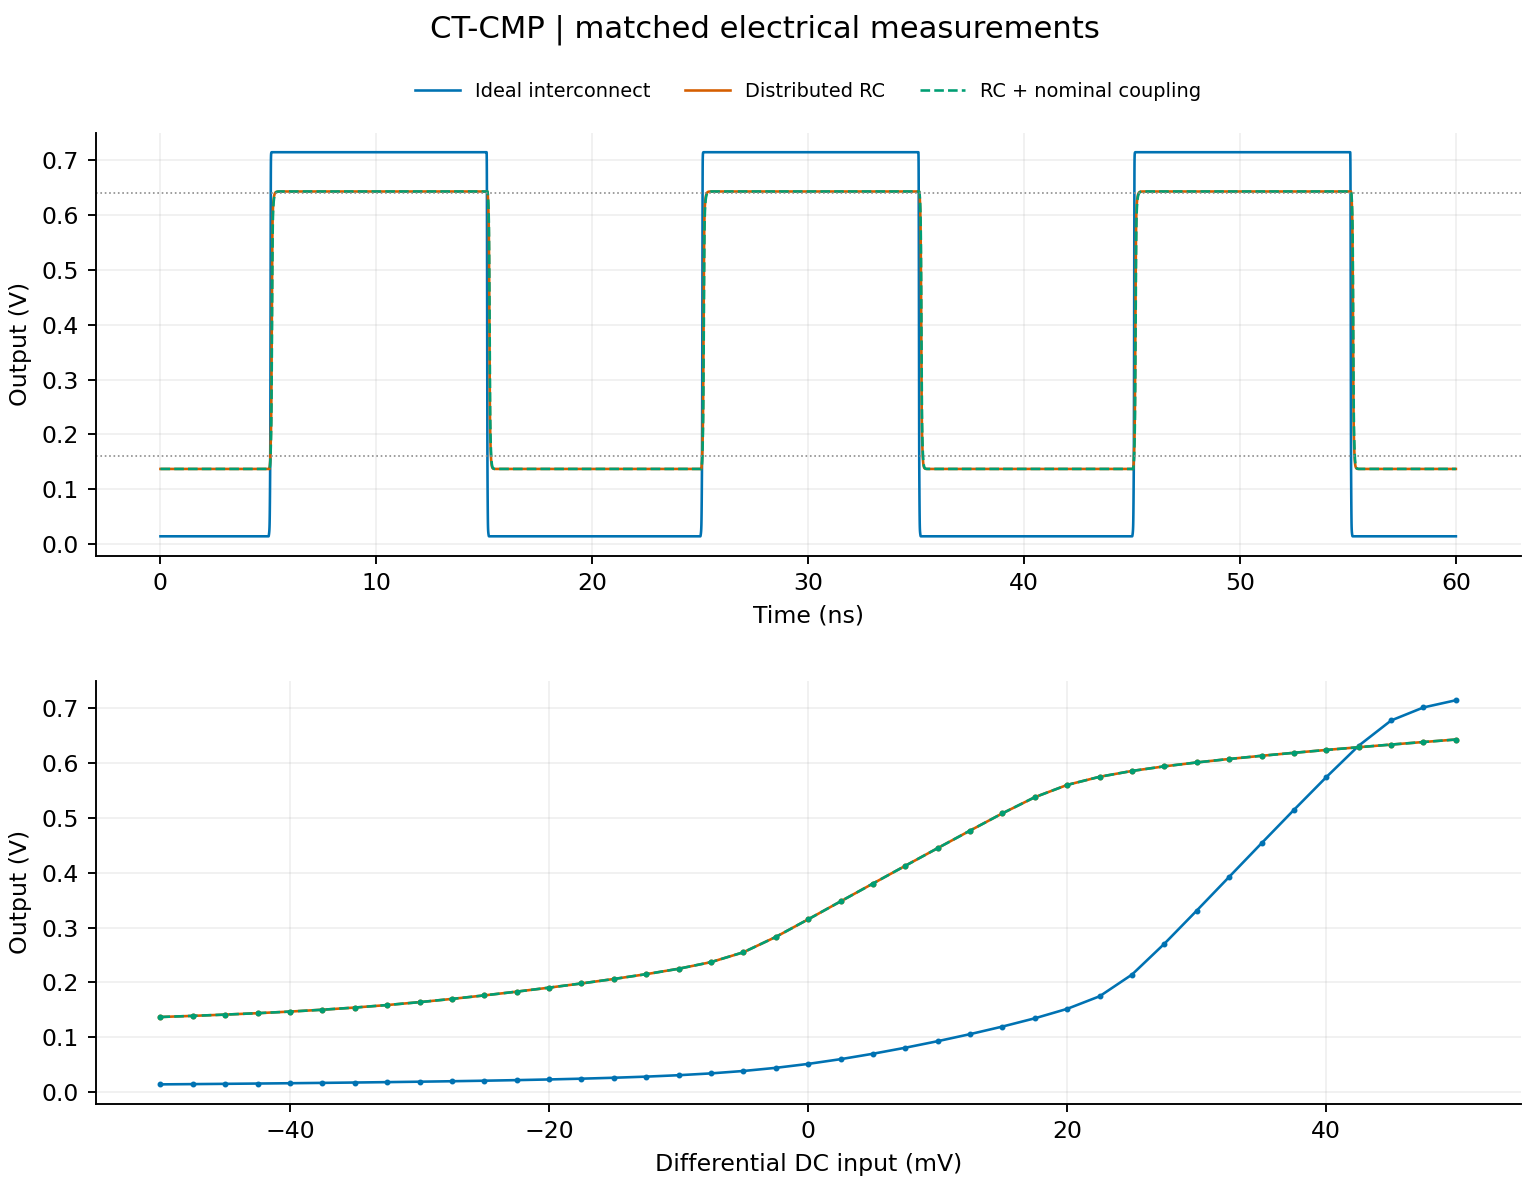 CT-CMP | matched electrical measurements
Ideal interconnect Distributed RC RC + nominal coupling
Output (V)
0.7
0.6
0.5
0.4
0.3
0.2
0.1
0.0
0 10 20 30 40 50 60
Time (ns)
Output (V)
0.7
0.6
0.5
0.4
0.3
0.2
0.1
0.0
−40 −20 0 20 40
Differential DC input (mV)